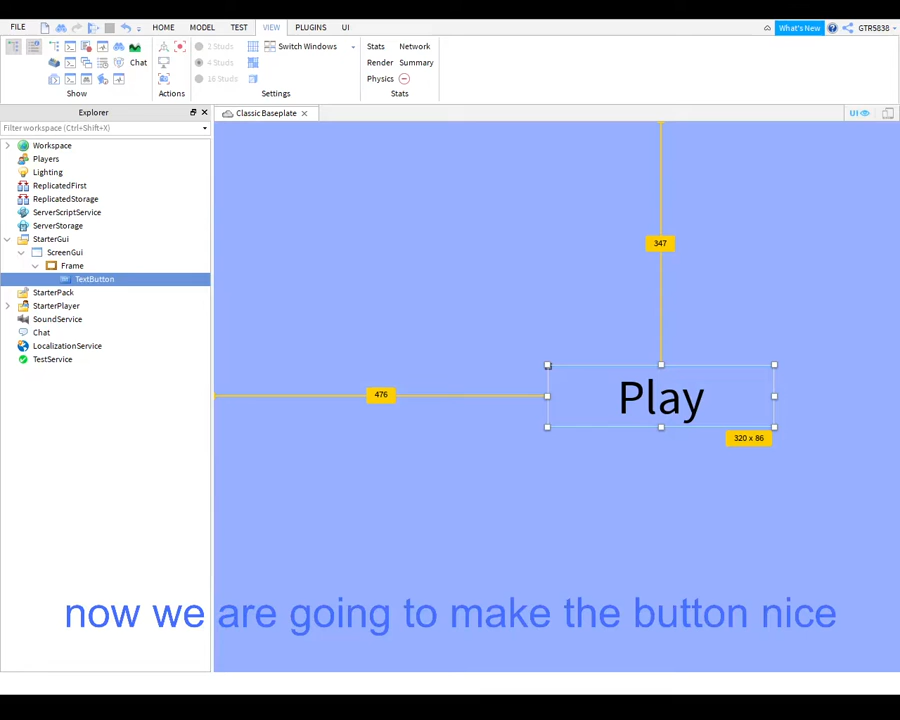 FILE
HOME
MODEL
TEST
VIEW
PLUGINS
UI
What's New
GTR5838
2 Studs
4 Studs
16 Studs
Switch Windows
Stats
Network
Render
Summary
Physics
Chat
Show
Actions
Settings
Stats
Explorer
Classic Baseplate
UI
Filter workspace (Ctrl+Shift+X)
Workspace
Players
Lighting
ReplicatedFirst
ReplicatedStorage
ServerScriptService
ServerStorage
StarterGui
ScreenGui
Frame
TextButton
StarterPack
StarterPlayer
SoundService
Chat
LocalizationService
TestService
347
476
Play
320 x 86
now we are going to make the button nice